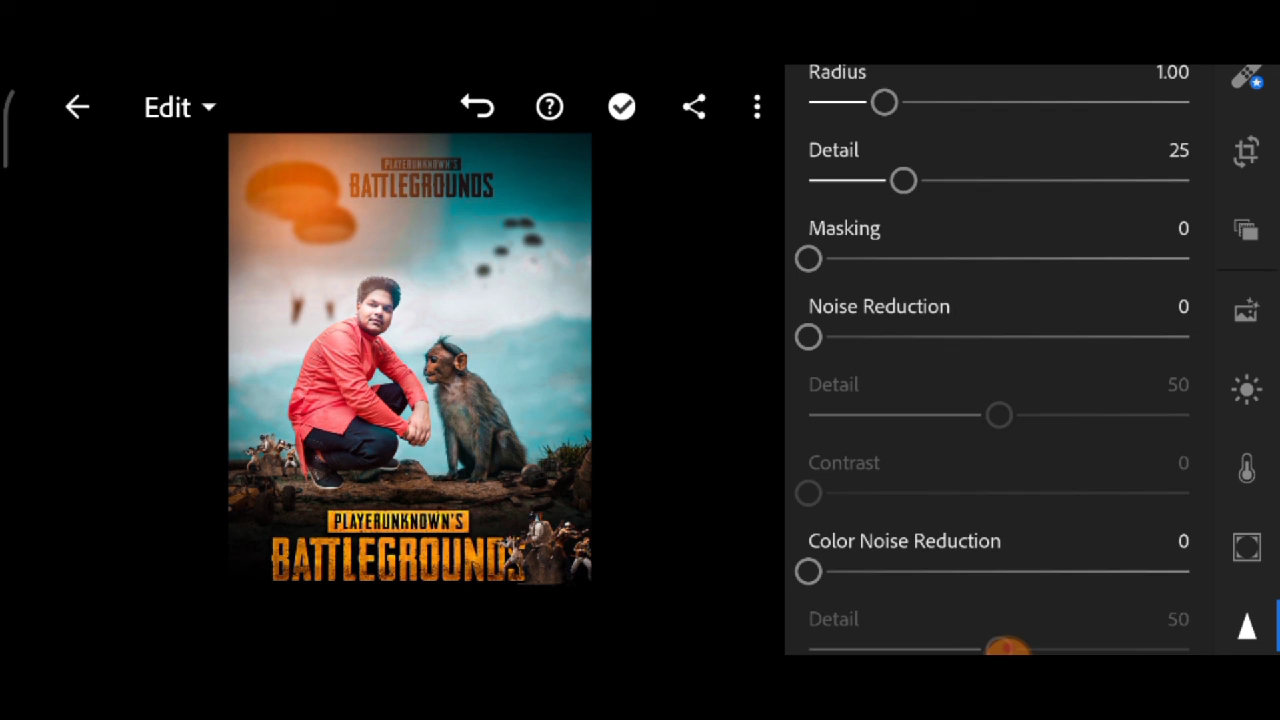 Edit
PLAYERUNKNOWN'S
BATTLEGROUNDS
PLAYERUNKNOWN'S
BATTLEGROUNDS
Radius 1.00
Detail 25
Masking 0
Noise Reduction 0
Detail 50
Contrast 0
Color Noise Reduction 0
Detail 50